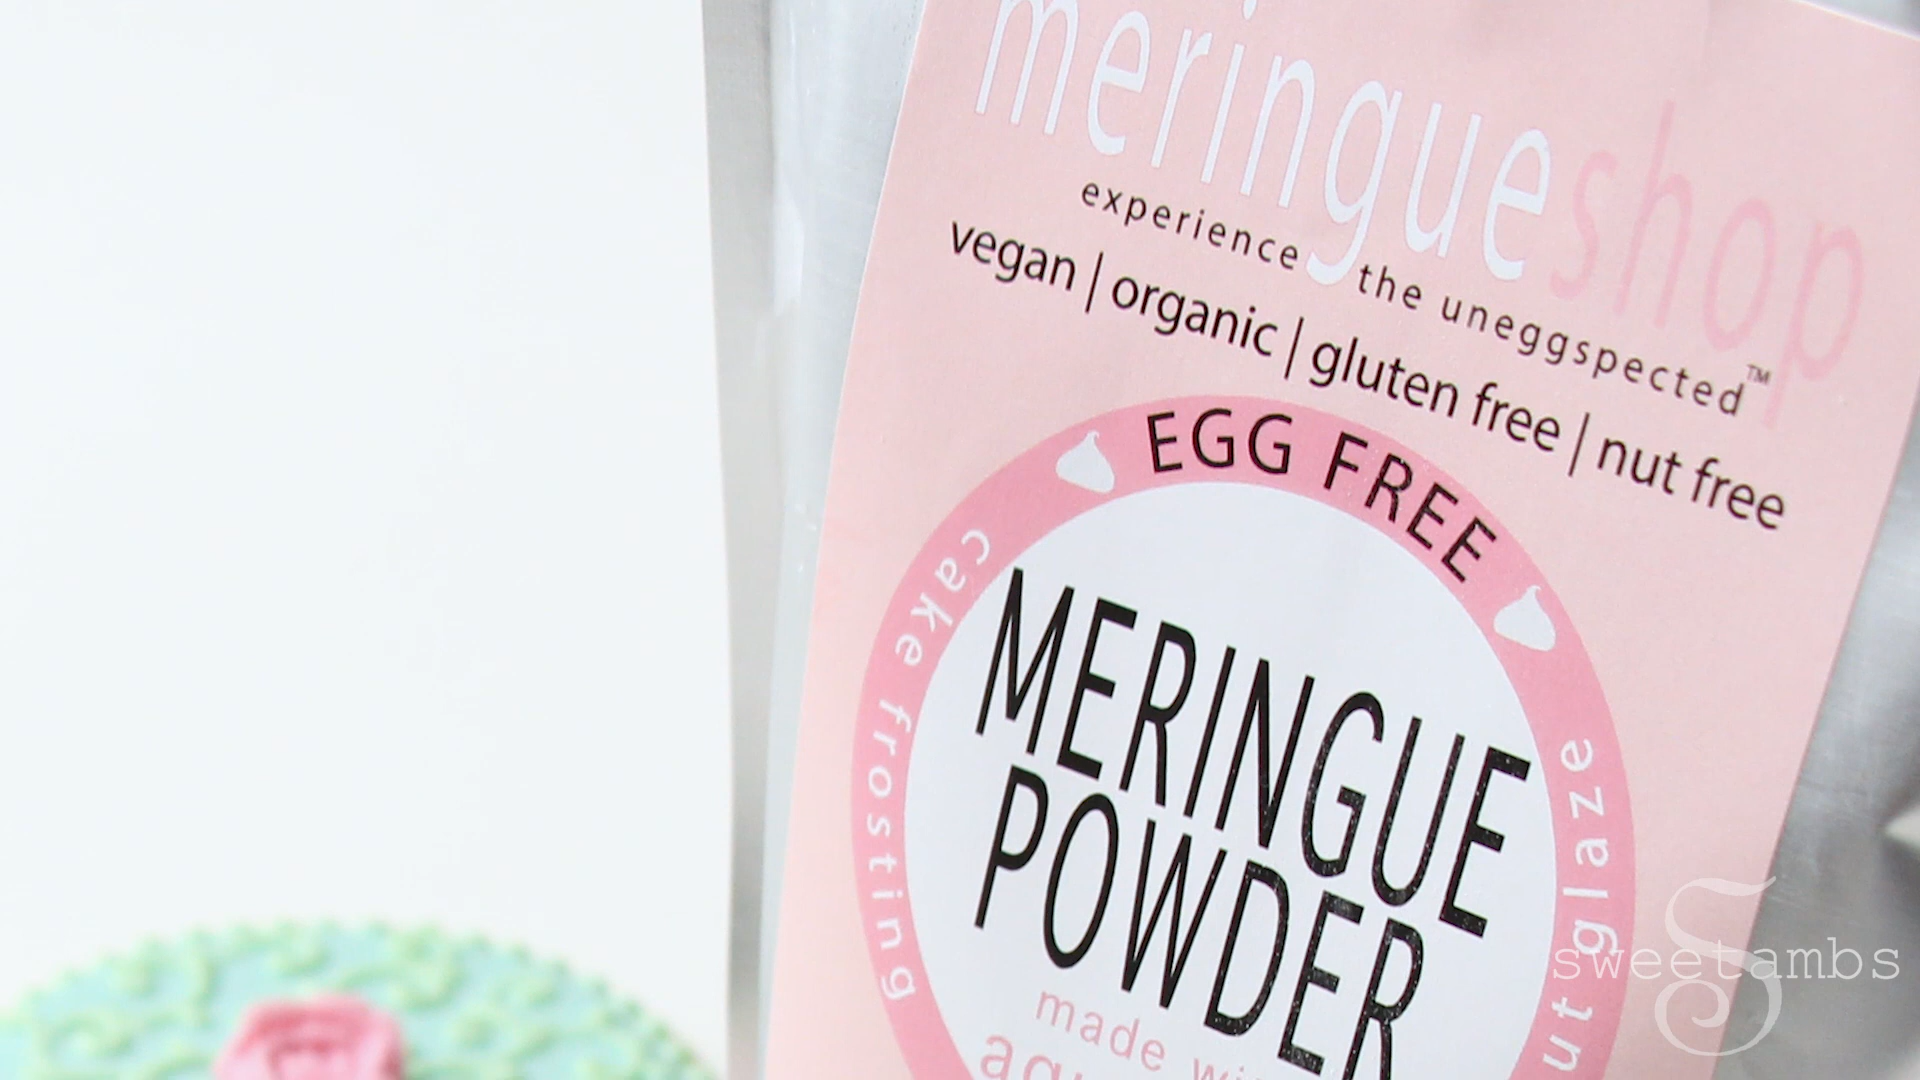 meringueshop
experience the uneggspected™
vegan | organic | gluten free | nut free
EGG FREE
cake frosting
MERINGUE
POWDER
made
glaze
sweetambs